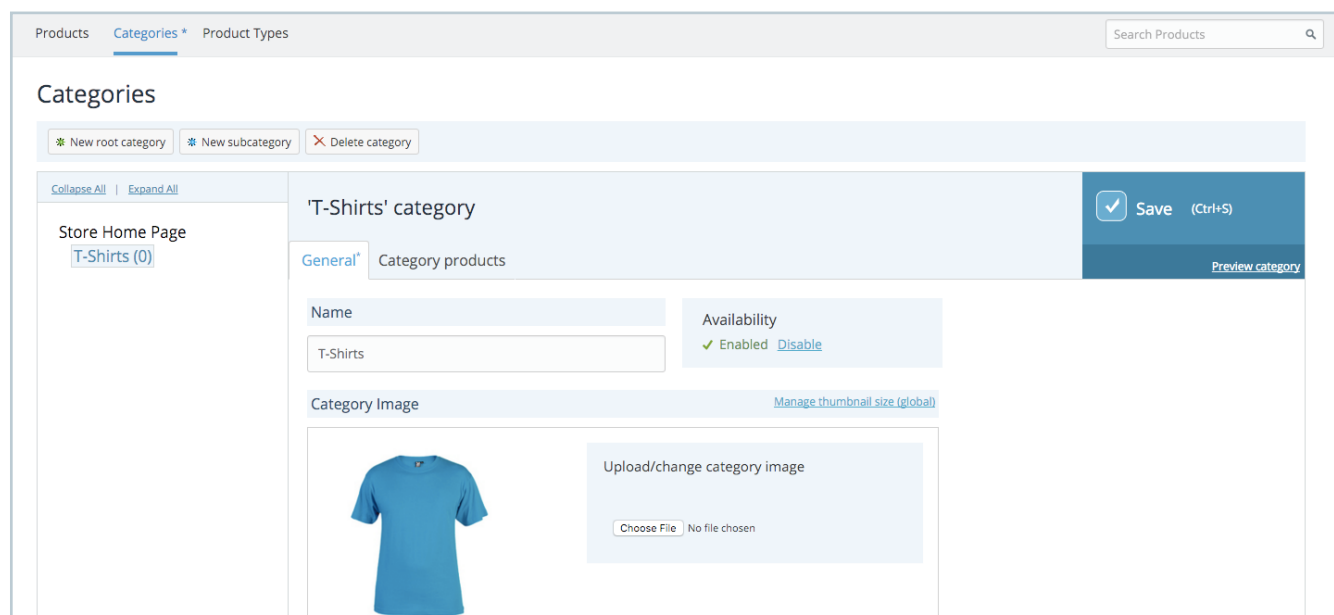 Products Categories * Product Types Search Products
Categories
New root category New subcategory Delete category
Collapse All | Expand All
Store Home Page
T-Shirts (0)
'T-Shirts' category
Save (Ctrl+S)
Preview category
General* Category products
Name
T-Shirts
Availability
Enabled Disable
Category Image Manage thumbnail size (global)
Upload/change category image
Choose File No file chosen